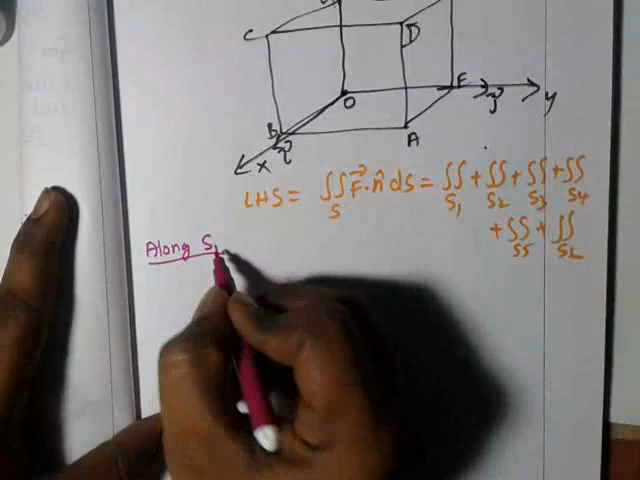 C
D
O
E
j
y
B
i
x
A
LHS = ∬S F⃗·n̂ ds = ∬S1 + ∬S2 + ∬S3 + ∬S4
+ ∬S5 + ∬S6
Along S1